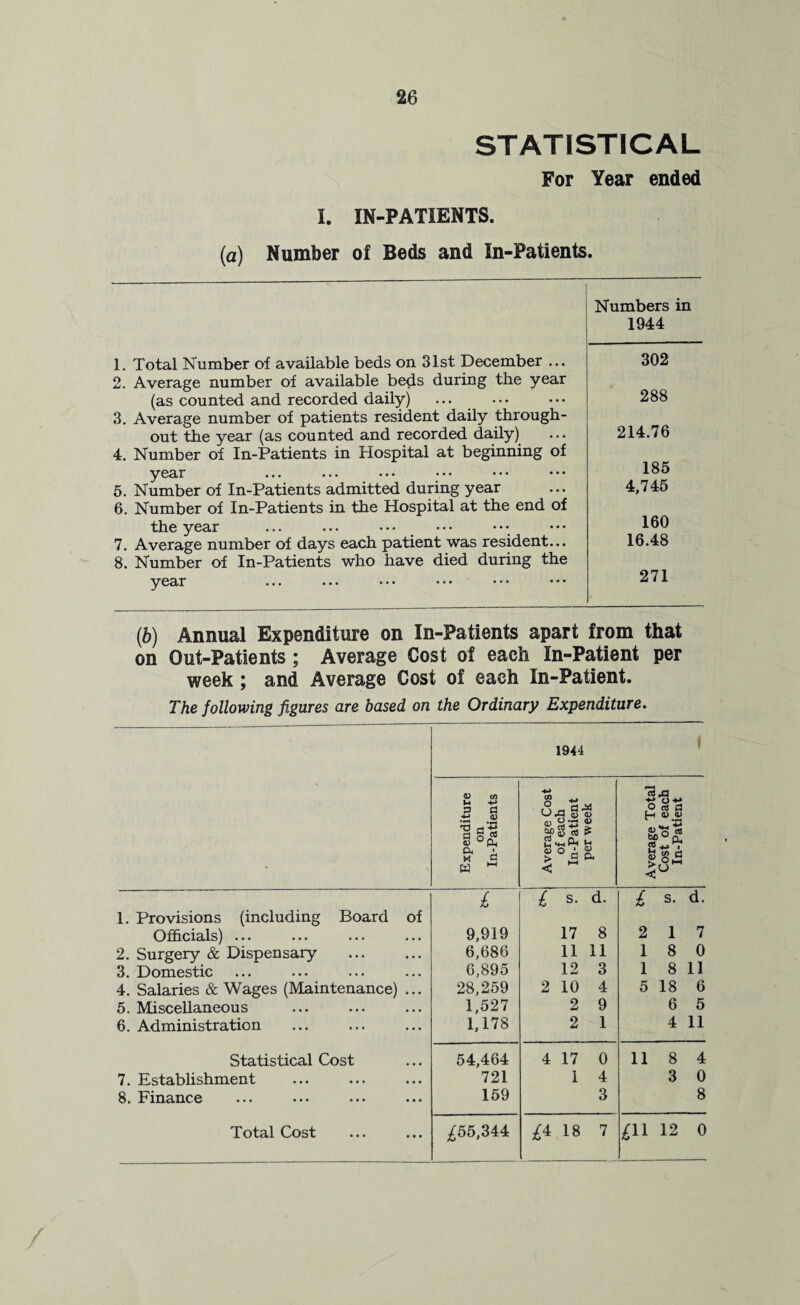 26
STATISTICAL
For Year ended
I. IN-PATIENTS.
(a) Number of Beds and In-Patients.
Numbers in
1944
1. Total Number of available beds on 31st December ... 302
2. Average number of available beds during the year
(as counted and recorded daily) ... ... ... 288
3. Average number of patients resident daily through-
out the year (as counted and recorded daily) ... 214.76
4. Number of In-Patients in Hospital at beginning of
year ... ... ... ... ... ... 185
5. Number of In-Patients admitted during year ... 4,745
6. Number of In-Patients in the Hospital at the end of
the year ... ... ... ... ... ... 160
7. Average number of days each patient was resident... 16.48
8. Number of In-Patients who have died during the
year ... ... ... ... ... ... 271
(b) Annual Expenditure on In-Patients apart from that
on Out-Patients ; Average Cost of each In-Patient per
week ; and Average Cost of each In-Patient.
The following figures are based on the Ordinary Expenditure.
1944
Expenditure
on
In-Patients
Average Cost
of each
In-Patient
per week
Average Total
Cost of each
In-Patient
£ £ s. d. £ s. d.
1. Provisions (including Board of
Officials) ... ... ... ... 9,919 17 8 2 1 7
2. Surgery & Dispensary ... ... 6,686 11 11 1 8 0
3. Domestic ... ... ... ... 6,895 12 3 1 8 11
4. Salaries & Wages (Maintenance) ... 28,259 2 10 4 5 18 6
5. Miscellaneous ... ... ... 1,527 2 9 6 5
6. Administration ... ... ... 1,178 2 1 4 11
Statistical Cost ... 54,464 4 17 0 11 8 4
7. Establishment ... ... ... 721 1 4 3 0
8. Finance ... ... ... ... 159 3 8
Total Cost ... ... £55,344 £4 18 7 £11 12 0